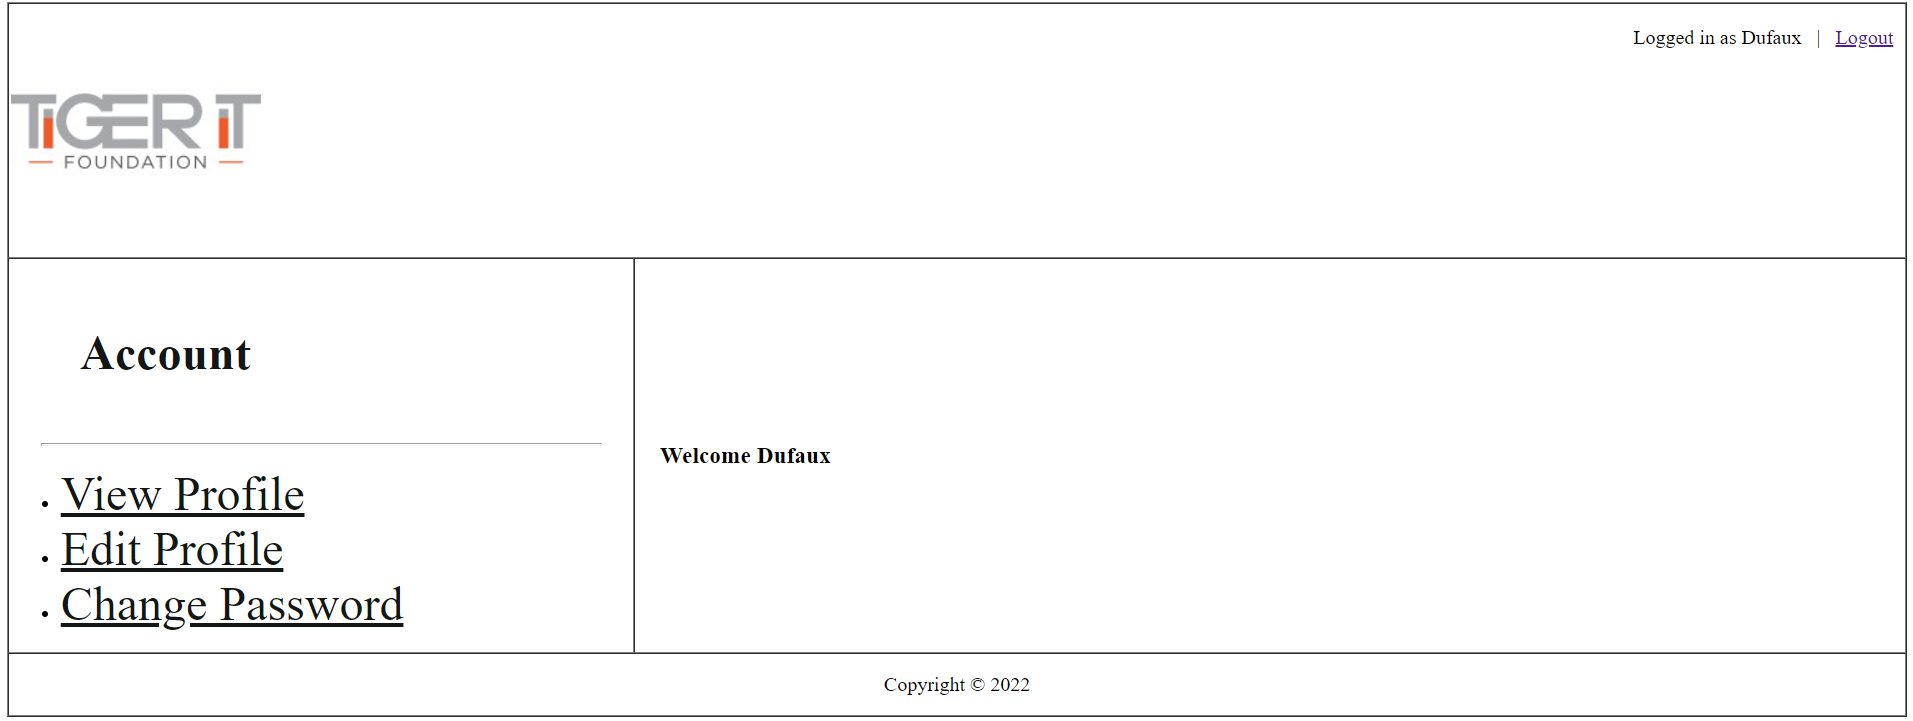 Logged in as Dufaux | Logout
TiGER iT
FOUNDATION
Account
View Profile
Edit Profile
Change Password
Welcome Dufaux
Copyright © 2022